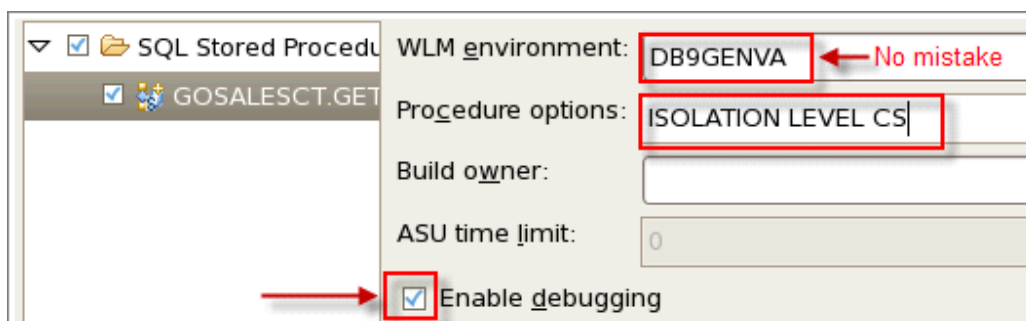 SQL Stored Procedu
GOSALESCT.GET
WLM environment:
DB9GENVA
No mistake
Procedure options:
ISOLATION LEVEL CS
Build owner:
ASU time limit:
0
Enable debugging